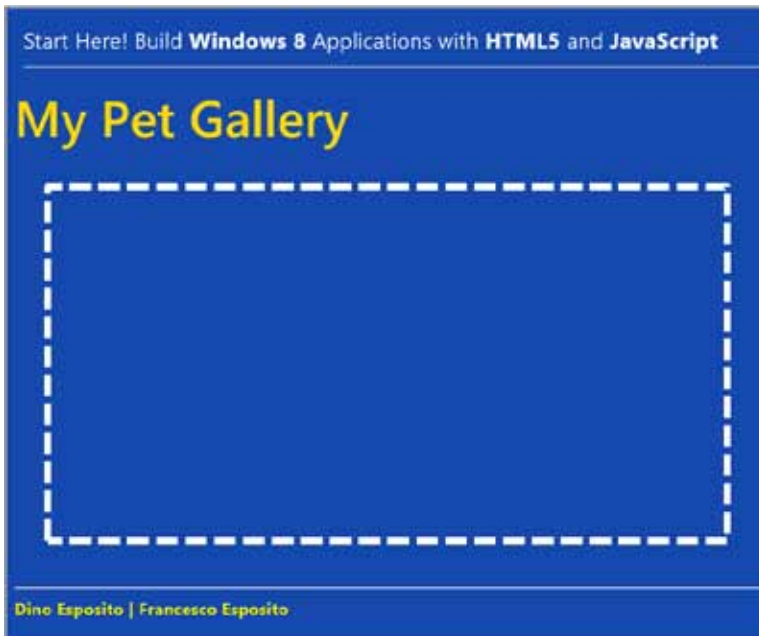 Start Here! Build Windows 8 Applications with HTML5 and JavaScript
My Pet Gallery
Dino Esposito | Francesco Esposito